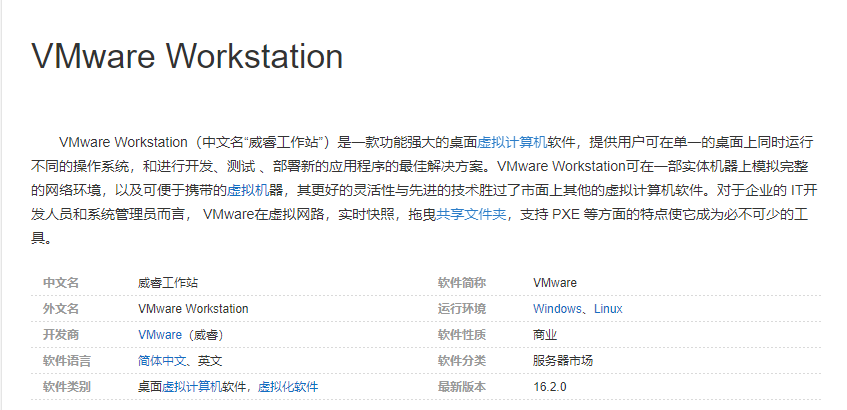 VMware Workstation
VMware Workstation（中文名“威睿工作站”）是一款功能强大的桌面虚拟计算机软件，提供用户可在单一的桌面上同时运行
不同的操作系统，和进行开发、测试 、部署新的应用程序的最佳解决方案。VMware Workstation可在一部实体机器上模拟完整
的网络环境，以及可便于携带的虚拟机器，其更好的灵活性与先进的技术胜过了市面上其他的虚拟计算机软件。对于企业的 IT开
发人员和系统管理员而言， VMware在虚拟网路，实时快照，拖曳共享文件夹，支持 PXE 等方面的特点使它成为必不可少的工
具。
中文名 威睿工作站 软件简称 VMware
外文名 VMware Workstation 运行环境 Windows、Linux
开发商 VMware（威睿） 软件性质 商业
软件语言 简体中文、英文 软件分类 服务器市场
软件类别 桌面虚拟计算机软件，虚拟化软件 最新版本 16.2.0